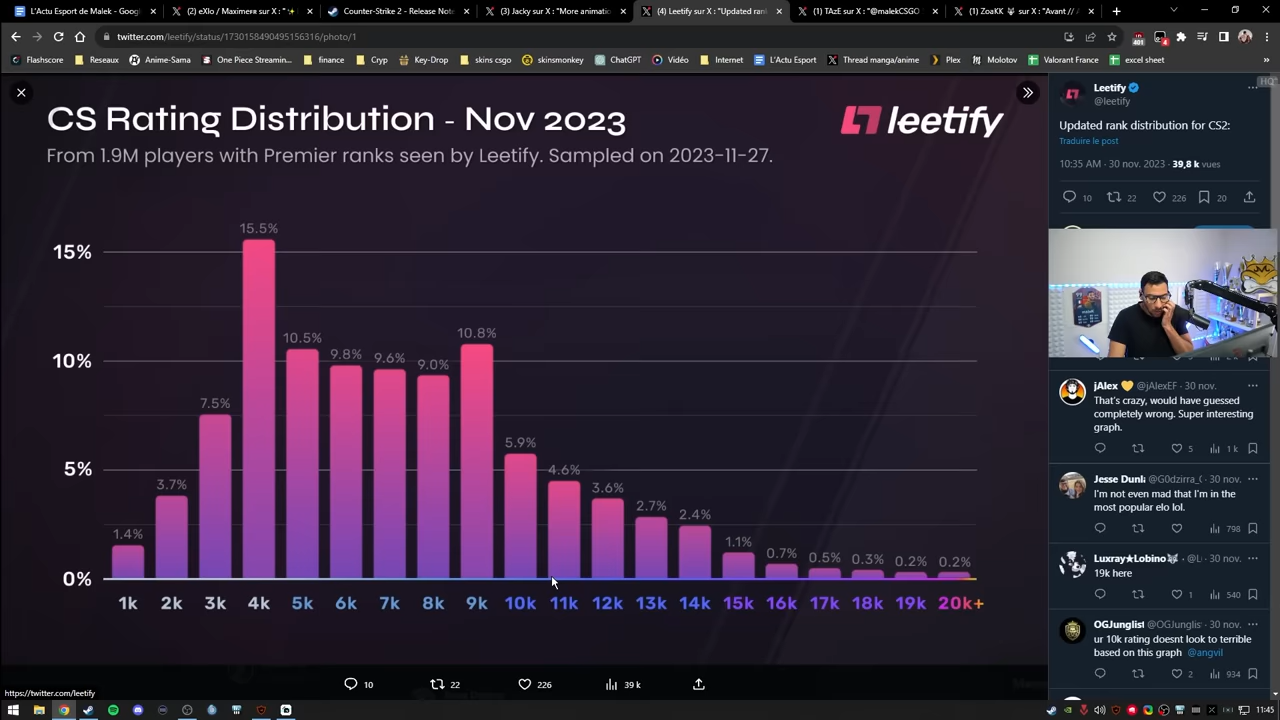 L'Actu Esport de Malek - Googl
(2) eXlo / Maximeяя sur X : "
Counter-Strike 2 - Release Note
(3) Jacky sur X : "More animatio
(4) Leetify sur X : "Updated rank
(1) TAzE sur X : "@malekCSGO
(1) ZoaKK sur X : "Avant //
twitter.com/leetify/status/1730158490495156316/photo/1
401
4
Flashscore
Reseaux
Anime-Sama
One Piece Streamin...
finance
Cryp
Key-Drop
skins csgo
skinsmonkey
ChatGPT
Vidéo
Internet
L'Actu Esport
Thread manga/anime
Plex
Molotov
Valorant France
excel sheet
CS Rating Distribution - Nov 2023
leetify
From 1.9M players with Premier ranks seen by Leetify. Sampled on 2023-11-27.
15%
10%
5%
0%
1.4%
3.7%
7.5%
15.5%
10.5%
9.8%
9.6%
9.0%
10.8%
5.9%
4.6%
3.6%
2.7%
2.4%
1.1%
0.7%
0.5%
0.3%
0.2%
0.2%
1k 2k 3k 4k 5k 6k 7k 8k 9k 10k 11k 12k 13k 14k 15k 16k 17k 18k 19k 20k+
10 22 226 39 k
https://twitter.com/leetify
HQ
Leetify
@leetify
Updated rank distribution for CS2:
Traduire le post
10:35 AM · 30 nov. 2023 · 39,8 k vues
10 22 226 20
jAlex @jAlexEF · 30 nov.
That's crazy, would have guessed
completely wrong. Super interesting
graph.
5 1 k
Jesse Dunla @G0dzirra_( · 30 nov.
I'm not even mad that I'm in the
most popular elo lol.
798
Luxray★Lobino · @L · 30 nov.
19k here
1 540
OGJunglist @OGJunglis · 30 nov.
ur 10k rating doesnt look to terrible
based on this graph @angvil
2 934
11:45